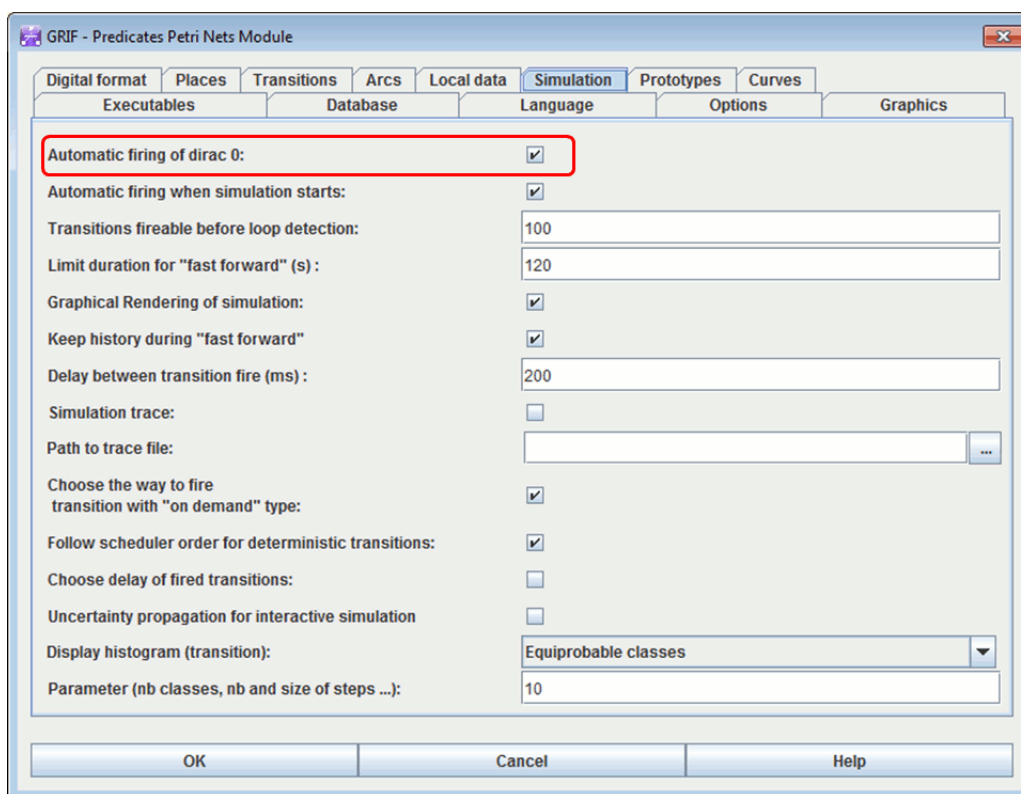 GRIF - Predicates Petri Nets Module
Digital format Places Transitions Arcs Local data Simulation Prototypes Curves
Executables Database Language Options Graphics
Automatic firing of dirac 0:
Automatic firing when simulation starts:
Transitions fireable before loop detection: 100
Limit duration for "fast forward" (s) : 120
Graphical Rendering of simulation:
Keep history during "fast forward"
Delay between transition fire (ms) : 200
Simulation trace:
Path to trace file: ...
Choose the way to fire
transition with "on demand" type:
Follow scheduler order for deterministic transitions:
Choose delay of fired transitions:
Uncertainty propagation for interactive simulation
Display histogram (transition): Equiprobable classes
Parameter (nb classes, nb and size of steps ...): 10
OK Cancel Help